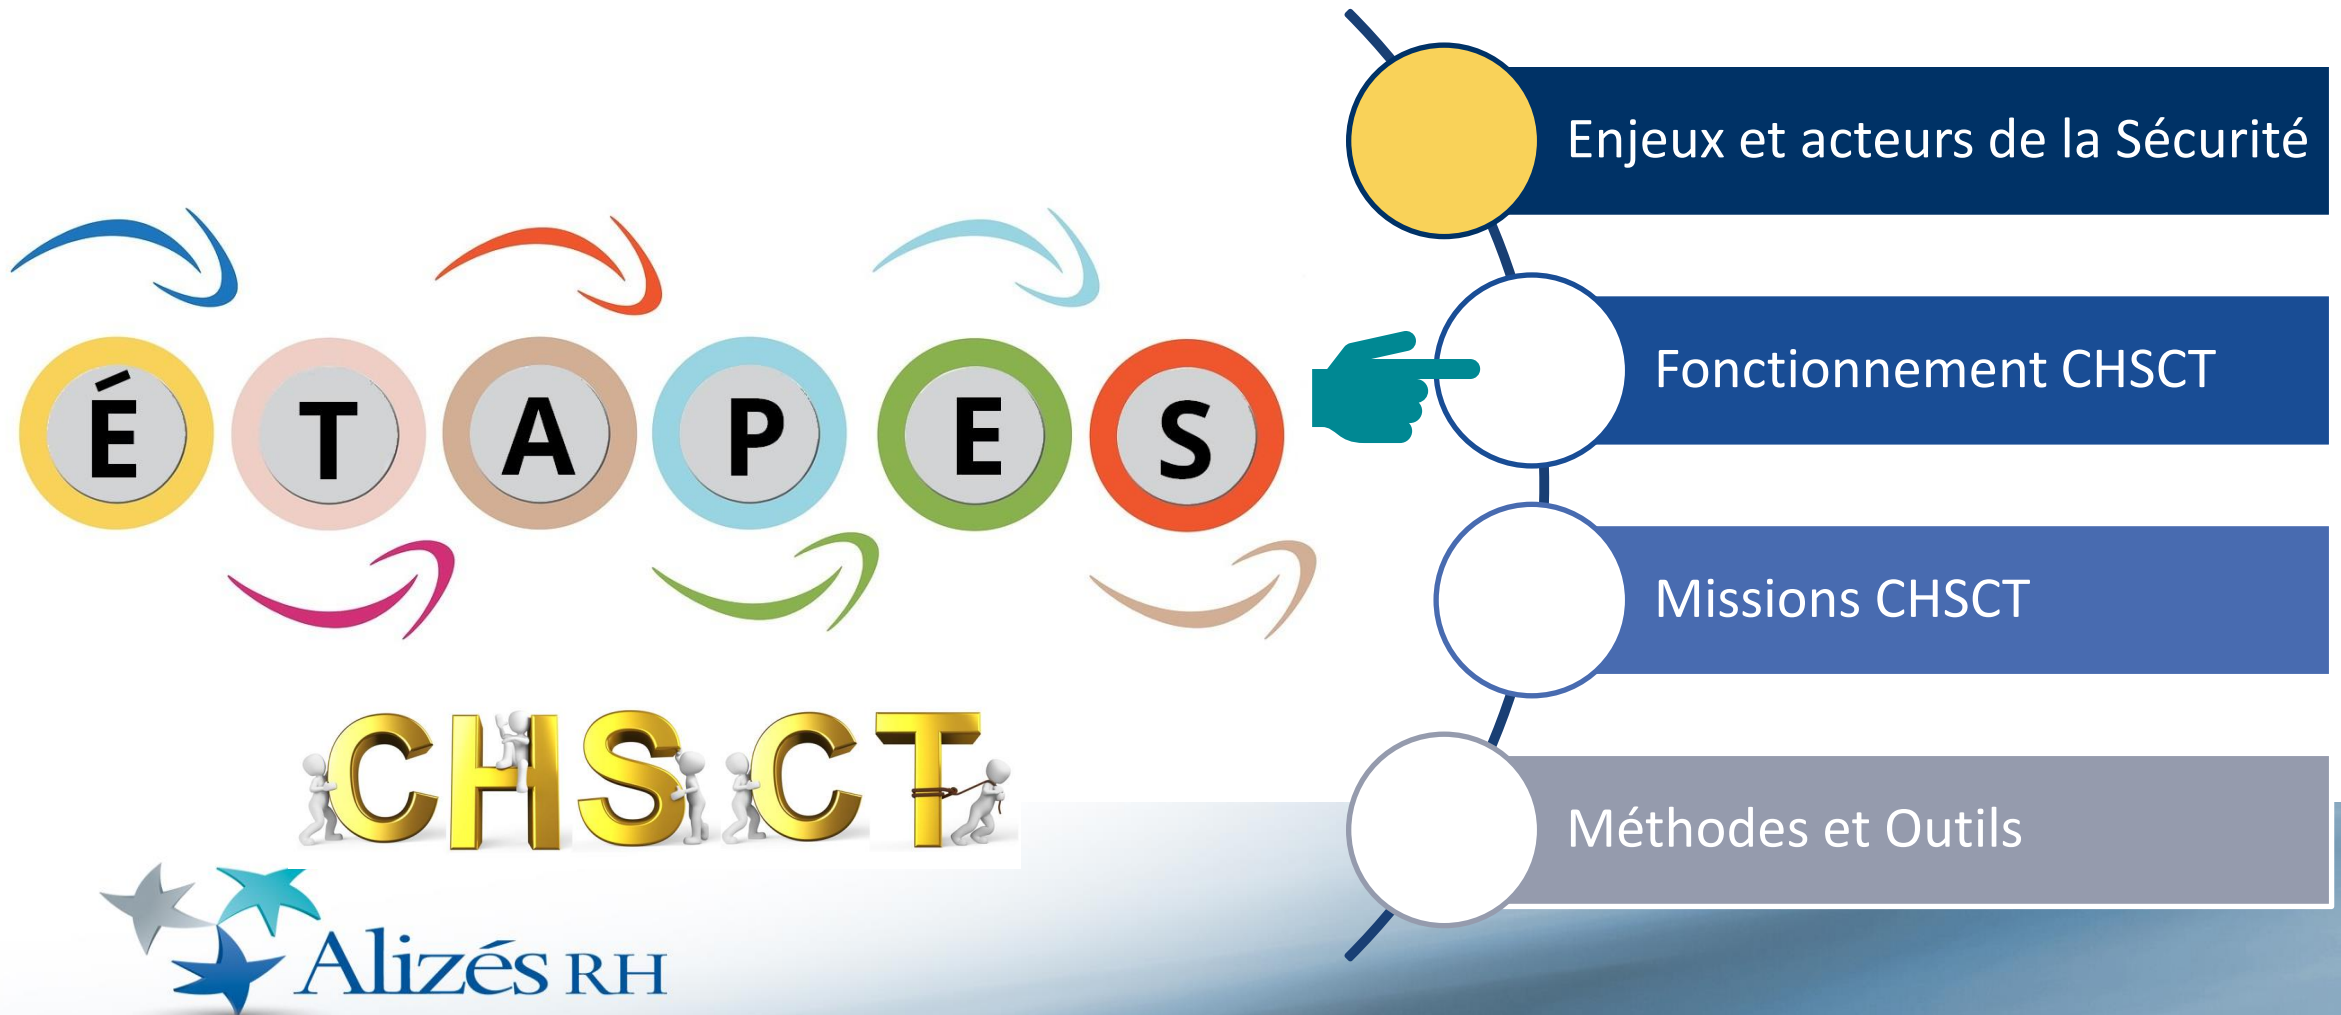 ÉTAPES
CHSCT
Alizés RH
Enjeux et acteurs de la Sécurité
Fonctionnement CHSCT
Missions CHSCT
Méthodes et Outils